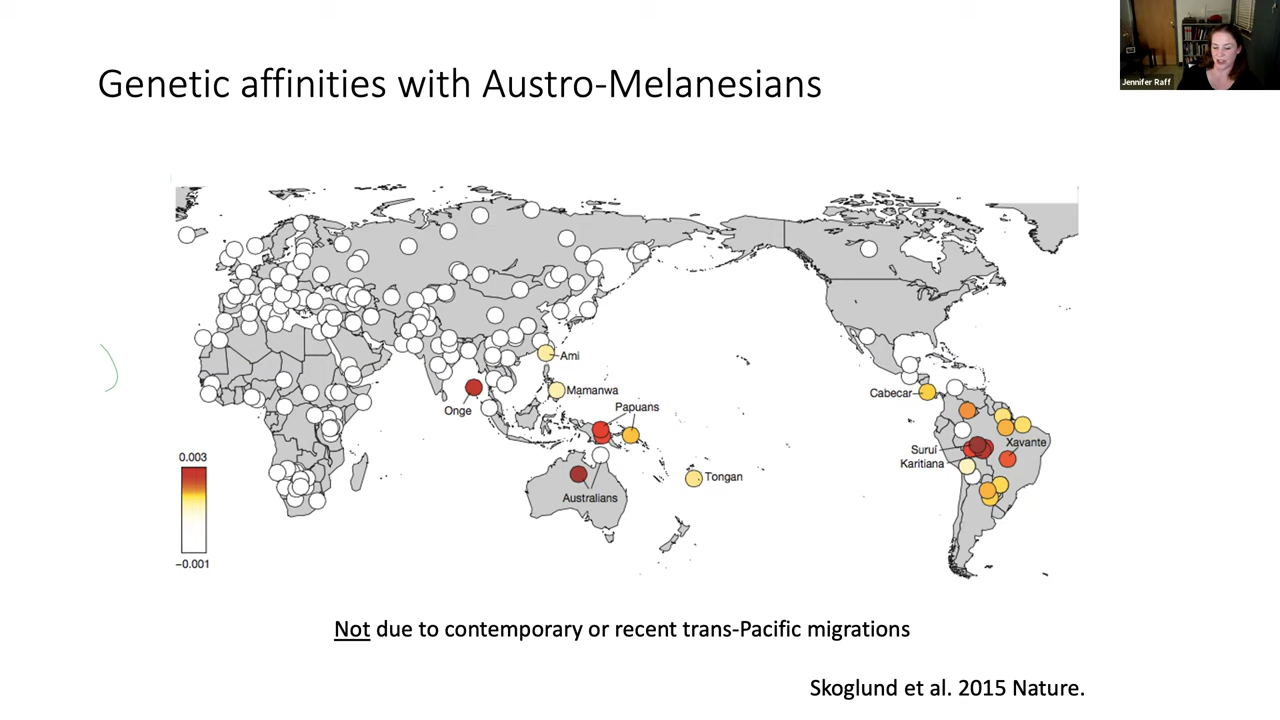 Jennifer Raff
Genetic affinities with Austro-Melanesians
Ami
Mamanwa
Onge
Papuans
Cabecar
Suruí
Karitiana
Xavante
Tongan
Australians
0.003
−0.001
Not due to contemporary or recent trans-Pacific migrations
Skoglund et al. 2015 Nature.